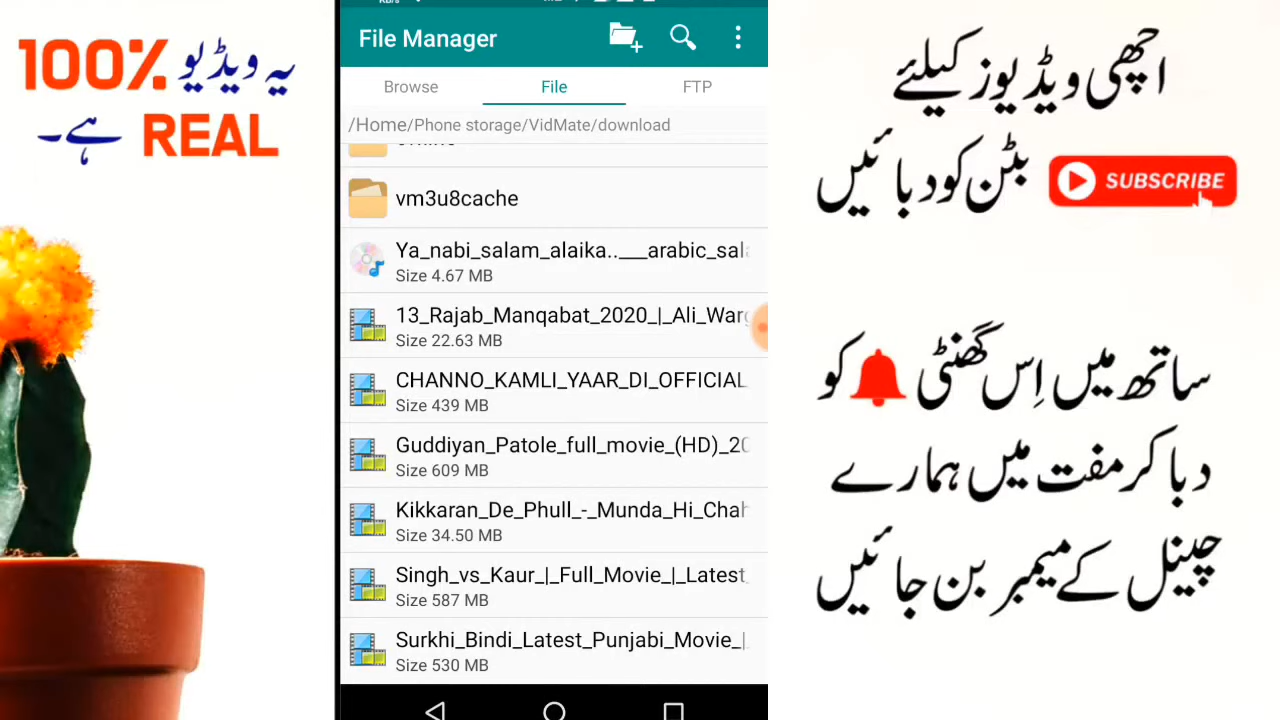 یہ ویڈیو 100%
REAL ہے۔
File Manager
Browse
File
FTP
/Home/Phone storage/VidMate/download
vm3u8cache
Ya_nabi_salam_alaika..___arabic_sal
Size 4.67 MB
13_Rajab_Manqabat_2020_|_Ali_War
Size 22.63 MB
CHANNO_KAMLI_YAAR_DI_OFFICIAL
Size 439 MB
Guddiyan_Patole_full_movie_(HD)_20
Size 609 MB
Kikkaran_De_Phull_-_Munda_Hi_Chah
Size 34.50 MB
Singh_vs_Kaur_|_Full_Movie_|_Latest
Size 587 MB
Surkhi_Bindi_Latest_Punjabi_Movie_|
Size 530 MB
اچھی ویڈیوز کیلئے
بٹن کو دبائیں SUBSCRIBE
ساتھ میں اِس گھنٹی کو
دبا کر مفت میں ہمارے
چینل کے میمبر بن جائیں